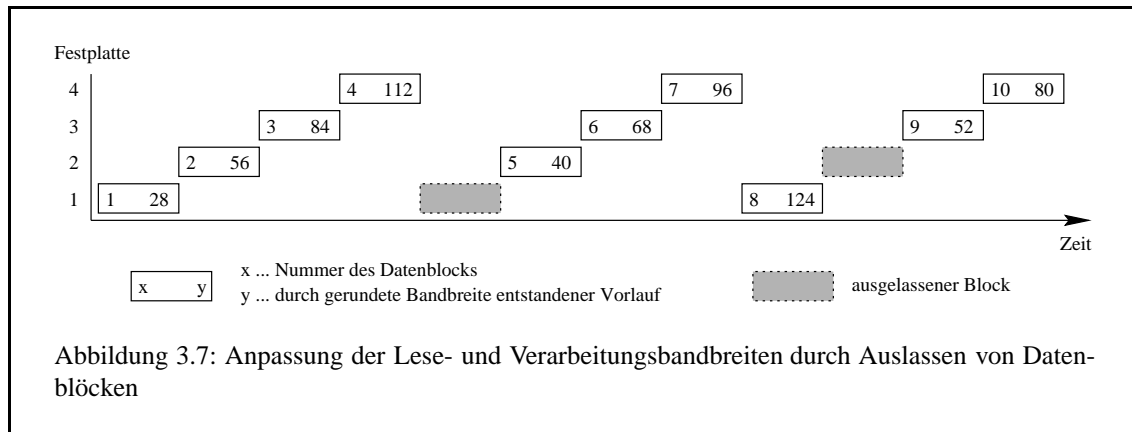 Festplatte
4
4 112
7 96
10 80
3
3 84
6 68
9 52
2
2 56
5 40
1
1 28
8 124
Zeit
x y
x ... Nummer des Datenblocks
y ... durch gerundete Bandbreite entstandener Vorlauf
ausgelassener Block
Abbildung 3.7: Anpassung der Lese- und Verarbeitungsbandbreiten durch Auslassen von Daten-
blöcken